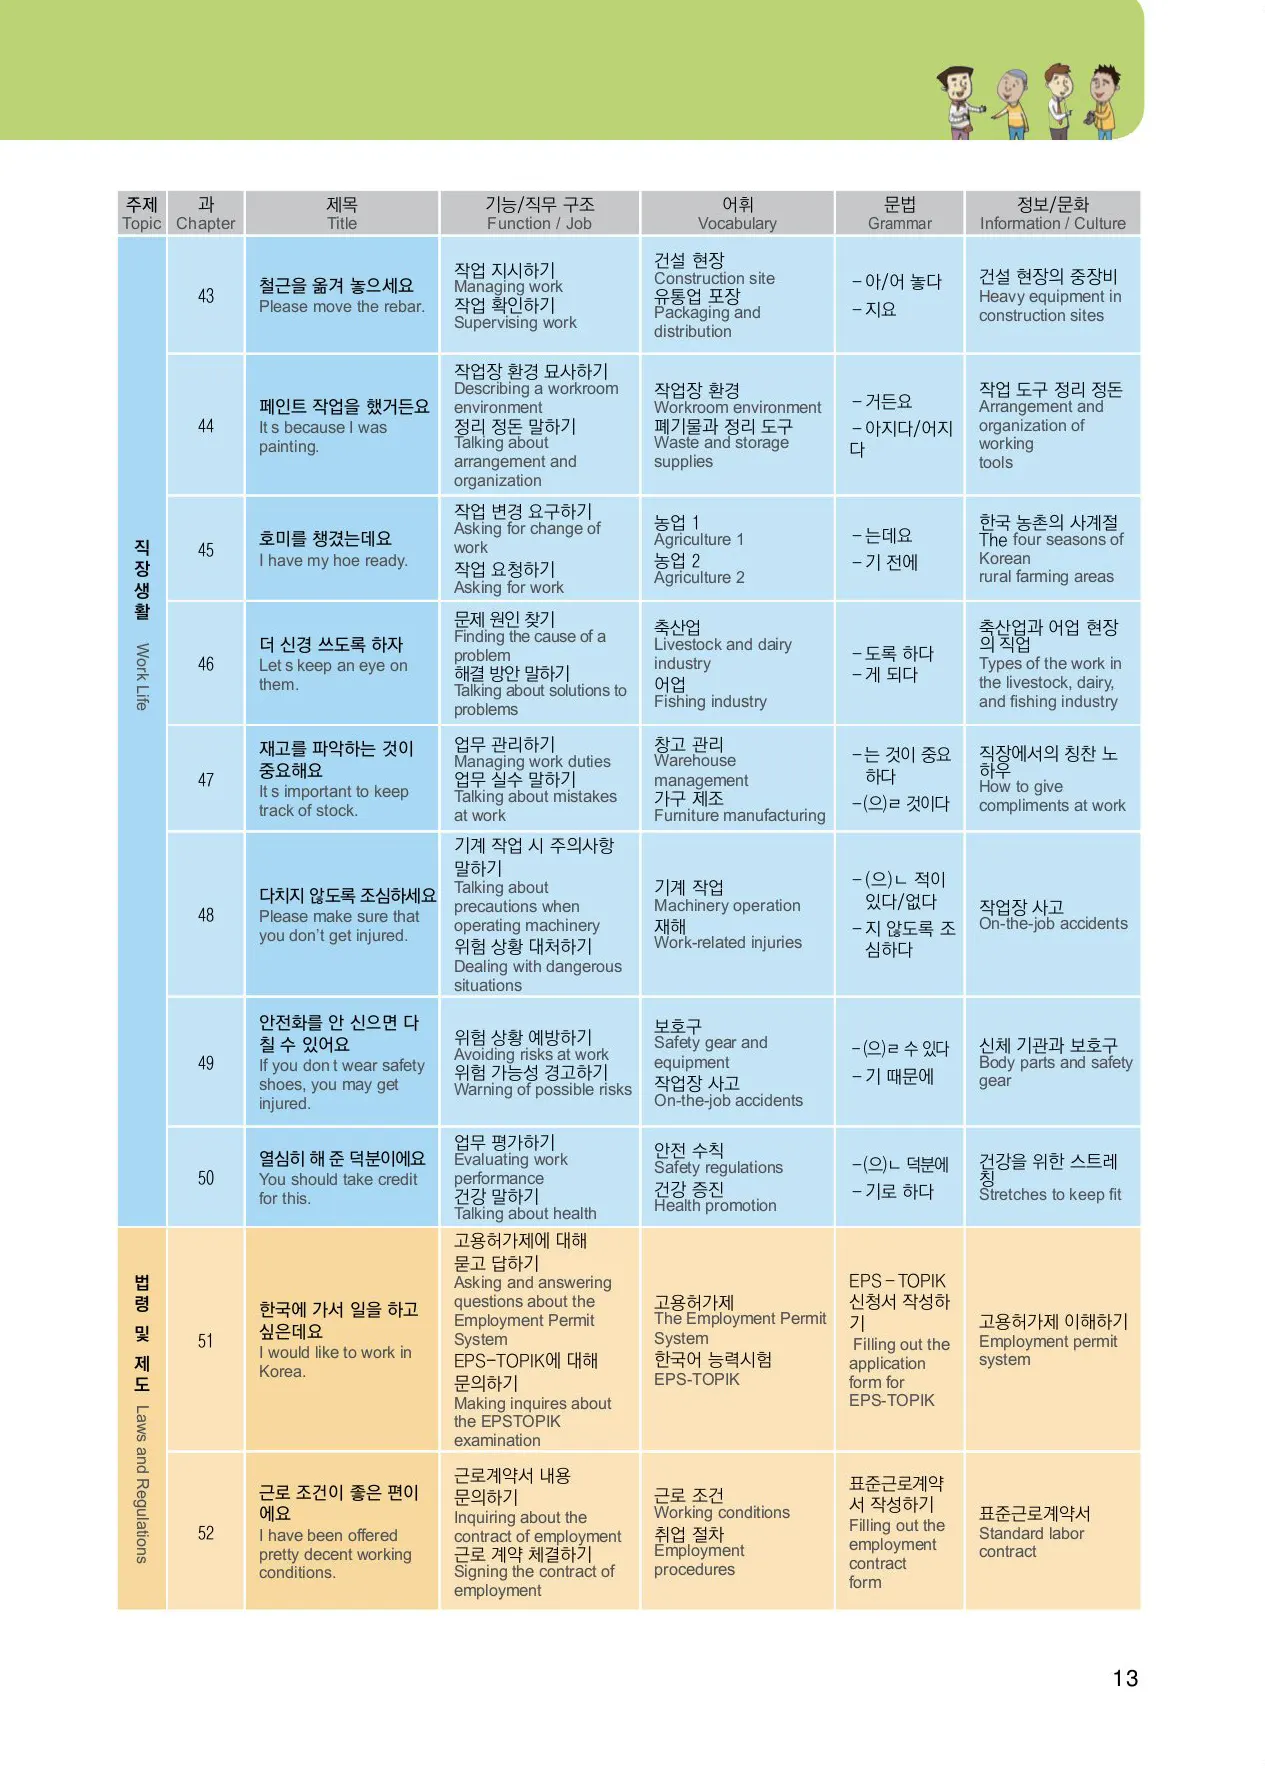 주제
Topic
과
Chapter
제목
Title
기능/직무 구조
Function / Job
어휘
Vocabulary
문법
Grammar
정보/문화
Information / Culture
직장생활 Work Life
43
철근을 옮겨 놓으세요
Please move the rebar.
작업 지시하기
Managing work
작업 확인하기
Supervising work
건설 현장
Construction site
유통업 포장
Packaging and
distribution
–아/어 놓다
–지요
건설 현장의 중장비
Heavy equipment in
construction sites
44
페인트 작업을 했거든요
It s because I was
painting.
작업장 환경 묘사하기
Describing a workroom
environment
정리 정돈 말하기
Talking about
arrangement and
organization
작업장 환경
Workroom environment
폐기물과 정리 도구
Waste and storage
supplies
–거든요
–아지다/어지
다
작업 도구 정리 정돈
Arrangement and
organization of
working
tools
45
호미를 챙겼는데요
I have my hoe ready.
작업 변경 요구하기
Asking for change of
work
작업 요청하기
Asking for work
농업 1
Agriculture 1
농업 2
Agriculture 2
–는데요
–기 전에
한국 농촌의 사계절
The four seasons of
Korean
rural farming areas
46
더 신경 쓰도록 하자
Let s keep an eye on
them.
문제 원인 찾기
Finding the cause of a
problem
해결 방안 말하기
Talking about solutions to
problems
축산업
Livestock and dairy
industry
어업
Fishing industry
–도록 하다
–게 되다
축산업과 어업 현장
의 직업
Types of the work in
the livestock, dairy,
and fishing industry
47
재고를 파악하는 것이
중요해요
It s important to keep
track of stock.
업무 관리하기
Managing work duties
업무 실수 말하기
Talking about mistakes
at work
창고 관리
Warehouse
management
가구 제조
Furniture manufacturing
–는 것이 중요
하다
–(으)ㄹ 것이다
직장에서의 칭찬 노
하우
How to give
compliments at work
48
다치지 않도록 조심하세요
Please make sure that
you don’t get injured.
기계 작업 시 주의사항
말하기
Talking about
precautions when
operating machinery
위험 상황 대처하기
Dealing with dangerous
situations
기계 작업
Machinery operation
재해
Work-related injuries
–(으)ㄴ 적이
있다/없다
–지 않도록 조
심하다
작업장 사고
On-the-job accidents
49
안전화를 안 신으면 다
칠 수 있어요
If you don t wear safety
shoes, you may get
injured.
위험 상황 예방하기
Avoiding risks at work
위험 가능성 경고하기
Warning of possible risks
보호구
Safety gear and
equipment
작업장 사고
On-the-job accidents
–(으)ㄹ 수 있다
–기 때문에
신체 기관과 보호구
Body parts and safety
gear
50
열심히 해 준 덕분이에요
You should take credit
for this.
업무 평가하기
Evaluating work
performance
건강 말하기
Talking about health
안전 수칙
Safety regulations
건강 증진
Health promotion
–(으)ㄴ 덕분에
–기로 하다
건강을 위한 스트레
칭
Stretches to keep fit
법령 및 제도 Laws and Regulations
51
한국에 가서 일을 하고
싶은데요
I would like to work in
Korea.
고용허가제에 대해
묻고 답하기
Asking and answering
questions about the
Employment Permit
System
EPS–TOPIK에 대해
문의하기
Making inquires about
the EPSTOPIK
examination
고용허가제
The Employment Permit
System
한국어 능력시험
EPS-TOPIK
EPS–TOPIK
신청서 작성하
기
Filling out the
application
form for
EPS-TOPIK
고용허가제 이해하기
Employment permit
system
52
근로 조건이 좋은 편이
에요
I have been offered
pretty decent working
conditions.
근로계약서 내용
문의하기
Inquiring about the
contract of employment
근로 계약 체결하기
Signing the contract of
employment
근로 조건
Working conditions
취업 절차
Employment
procedures
표준근로계약
서 작성하기
Filling out the
employment
contract
form
표준근로계약서
Standard labor
contract
13